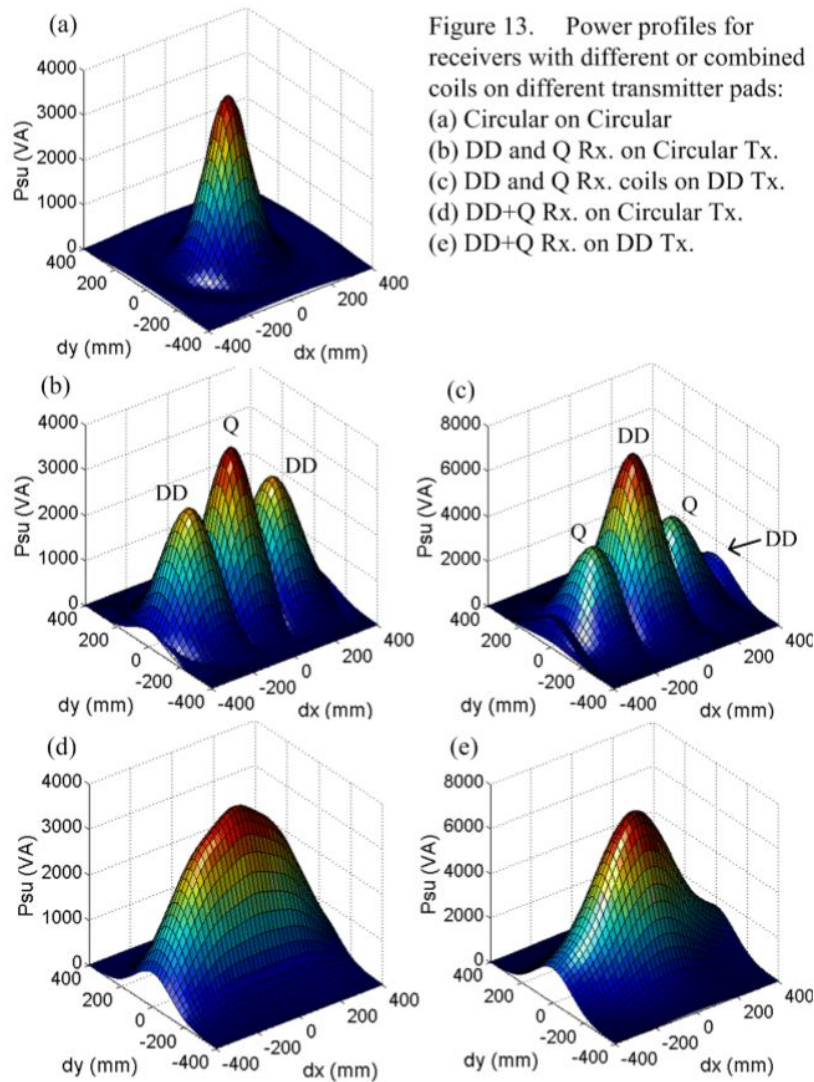 (a)
Figure 13. Power profiles for
receivers with different or combined
coils on different transmitter pads:
(a) Circular on Circular
(b) DD and Q Rx. on Circular Tx.
(c) DD and Q Rx. coils on DD Tx.
(d) DD+Q Rx. on Circular Tx.
(e) DD+Q Rx. on DD Tx.
4000
3000
2000
1000
0
Psu (VA)
400
200
0
-200
-400
dy (mm)
-400
-200
0
200
400
dx (mm)
(b)
4000
3000
2000
1000
0
Psu (VA)
DD
Q
DD
400
200
0
-200
-400
dy (mm)
-400
-200
0
200
400
dx (mm)
(c)
8000
6000
4000
2000
0
Psu (VA)
Q
DD
Q
DD
400
200
0
-200
-400
dy (mm)
-400
-200
0
200
400
dx (mm)
(d)
4000
3000
2000
1000
0
Psu (VA)
400
200
0
-200
-400
dy (mm)
-400
-200
0
200
400
dx (mm)
(e)
8000
6000
4000
2000
0
Psu (VA)
400
200
0
-200
-400
dy (mm)
-400
-200
0
200
400
dx (mm)